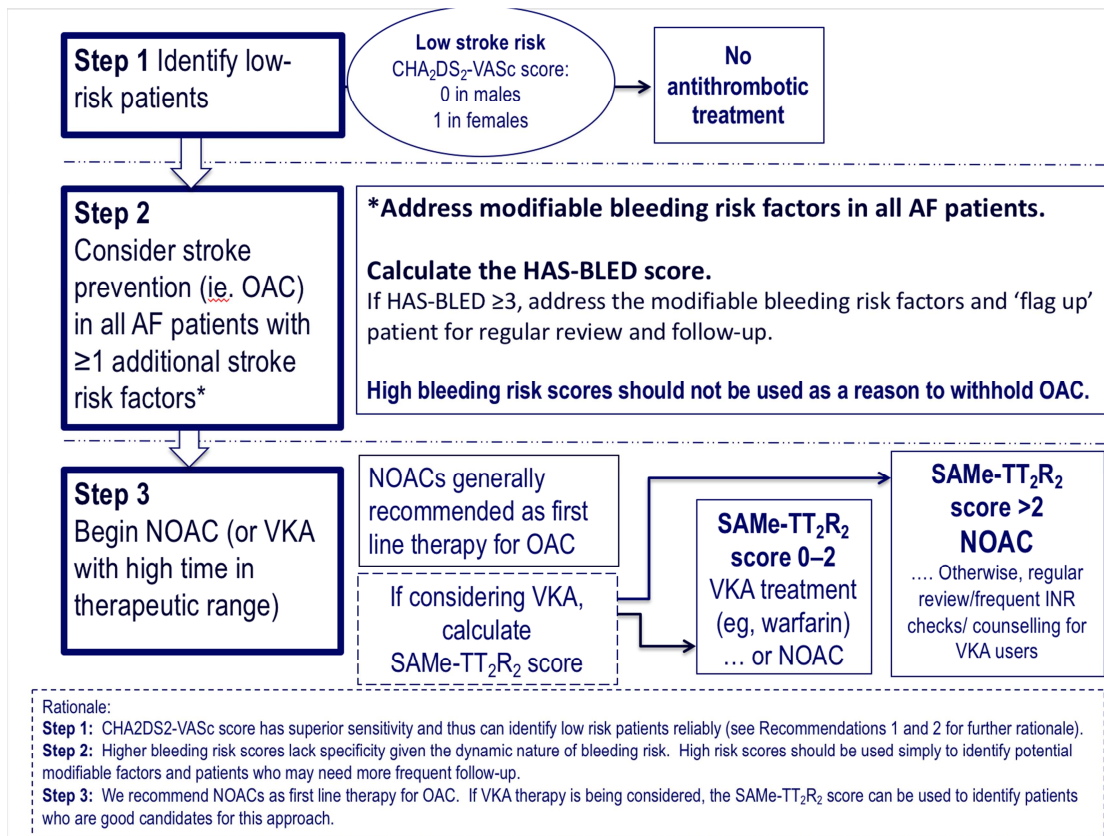 Step 1 Identify low-
risk patients
Low stroke risk
CHA₂DS₂-VASc score:
0 in males
1 in females
No
antithrombotic
treatment
Step 2
Consider stroke
prevention (ie. OAC)
in all AF patients with
≥1 additional stroke
risk factors*
*Address modifiable bleeding risk factors in all AF patients.
Calculate the HAS-BLED score.
If HAS-BLED ≥3, address the modifiable bleeding risk factors and ‘flag up’
patient for regular review and follow-up.
High bleeding risk scores should not be used as a reason to withhold OAC.
Step 3
Begin NOAC (or VKA
with high time in
therapeutic range)
NOACs generally
recommended as first
line therapy for OAC
If considering VKA,
calculate
SAMe-TT₂R₂ score
SAMe-TT₂R₂
score 0–2
VKA treatment
(eg, warfarin)
… or NOAC
SAMe-TT₂R₂
score >2
NOAC
…. Otherwise, regular
review/frequent INR
checks/ counselling for
VKA users
Rationale:
Step 1: CHA2DS2-VASc score has superior sensitivity and thus can identify low risk patients reliably (see Recommendations 1 and 2 for further rationale).
Step 2: Higher bleeding risk scores lack specificity given the dynamic nature of bleeding risk. High risk scores should be used simply to identify potential
modifiable factors and patients who may need more frequent follow-up.
Step 3: We recommend NOACs as first line therapy for OAC. If VKA therapy is being considered, the SAMe-TT₂R₂ score can be used to identify patients
who are good candidates for this approach.